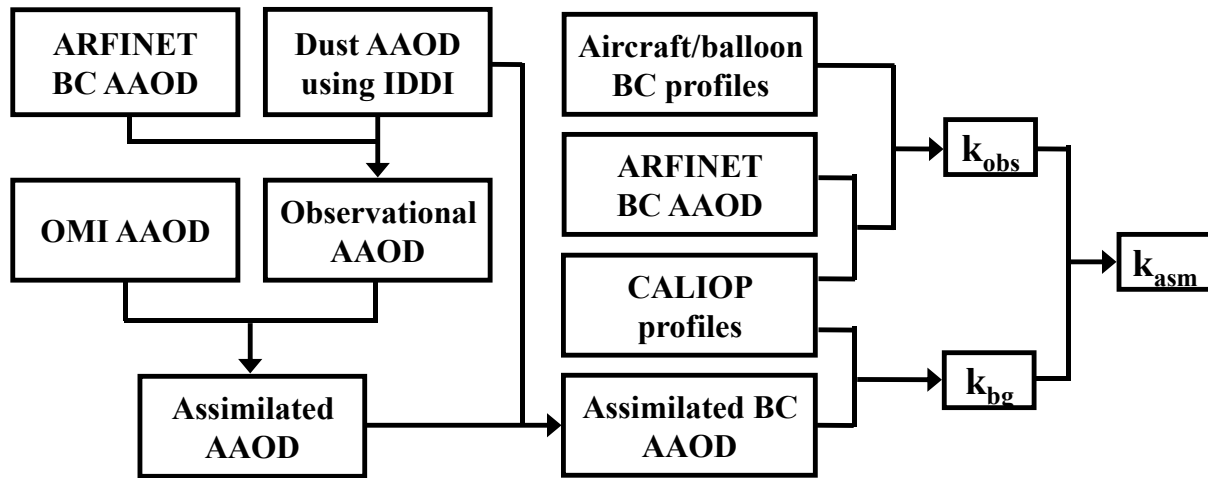 ARFINET
BC AAOD
Dust AAOD
using IDDI
OMI AAOD
Observational
AAOD
Assimilated
AAOD
Aircraft/balloon
BC profiles
ARFINET
BC AAOD
CALIOP
profiles
Assimilated BC
AAOD
k_obs
k_bg
k_asm